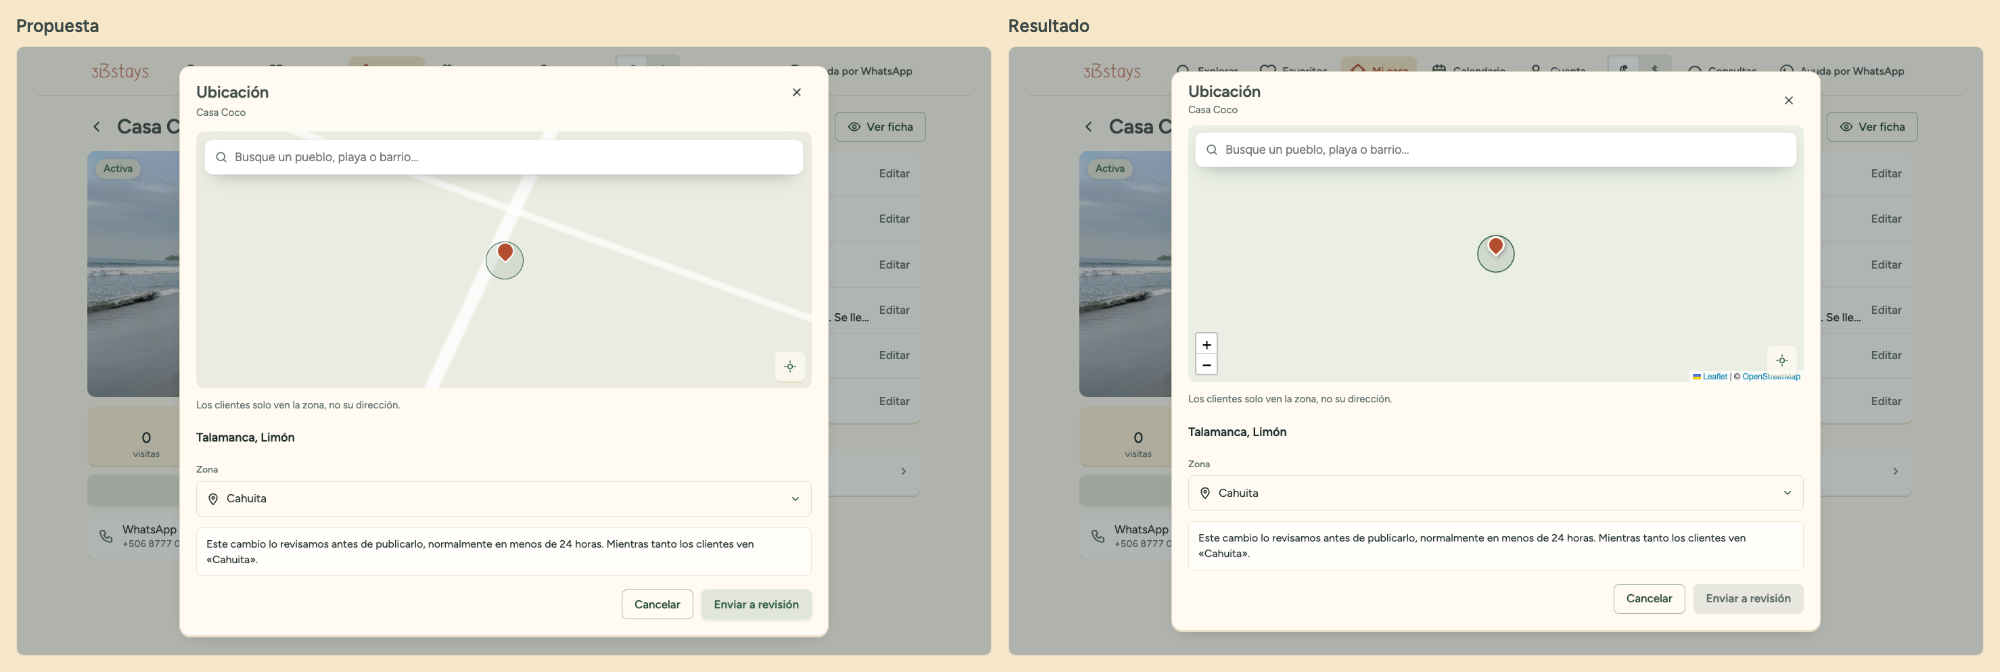 Propuesta
3Bstays
da por WhatsApp
Casa C
Ver ficha
Activa
Editar
Editar
Editar
. Se lle...
Editar
Editar
Editar
0
visitas
WhatsApp
+506 8777 0
Ubicación
Casa Coco
Busque un pueblo, playa o barrio...
Los clientes solo ven la zona, no su dirección.
Talamanca, Limón
Zona
Cahuita
Este cambio lo revisamos antes de publicarlo, normalmente en menos de 24 horas. Mientras tanto los clientes ven
«Cahuita».
Cancelar
Enviar a revisión
Resultado
3Bstays
Explorar
Favoritos
Mi casa
Calendario
Cuenta
$
Consultas
Ayuda por WhatsApp
Casa C
Ver ficha
Activa
Editar
Editar
Editar
. Se lle...
Editar
Editar
Editar
0
visitas
WhatsApp
+506 8777 0
Ubicación
Casa Coco
Busque un pueblo, playa o barrio...
+
−
Leaflet | © OpenStreetMap
Los clientes solo ven la zona, no su dirección.
Talamanca, Limón
Zona
Cahuita
Este cambio lo revisamos antes de publicarlo, normalmente en menos de 24 horas. Mientras tanto los clientes ven
«Cahuita».
Cancelar
Enviar a revisión